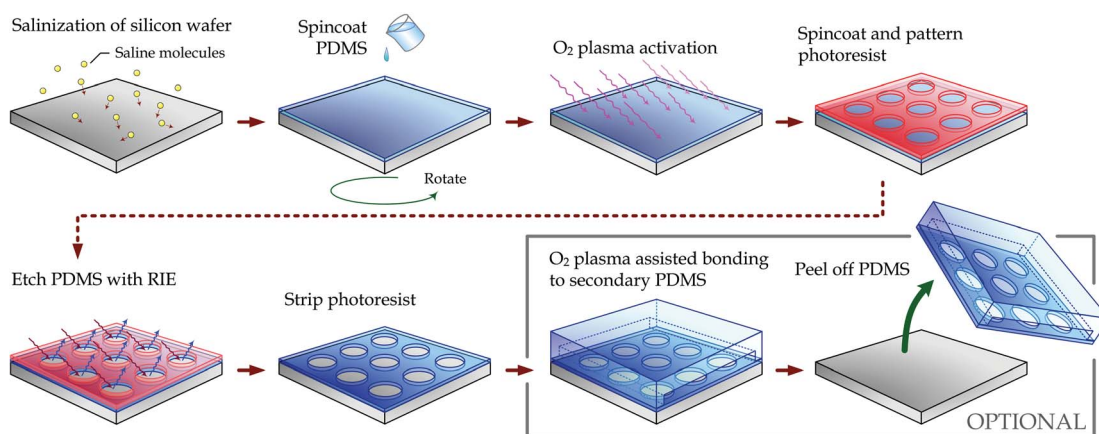 Salinization of silicon wafer
Saline molecules
Spincoat
PDMS
Rotate
O₂ plasma activation
Spincoat and pattern
photoresist
Etch PDMS with RIE
Strip photoresist
O₂ plasma assisted bonding
to secondary PDMS
Peel off PDMS
OPTIONAL